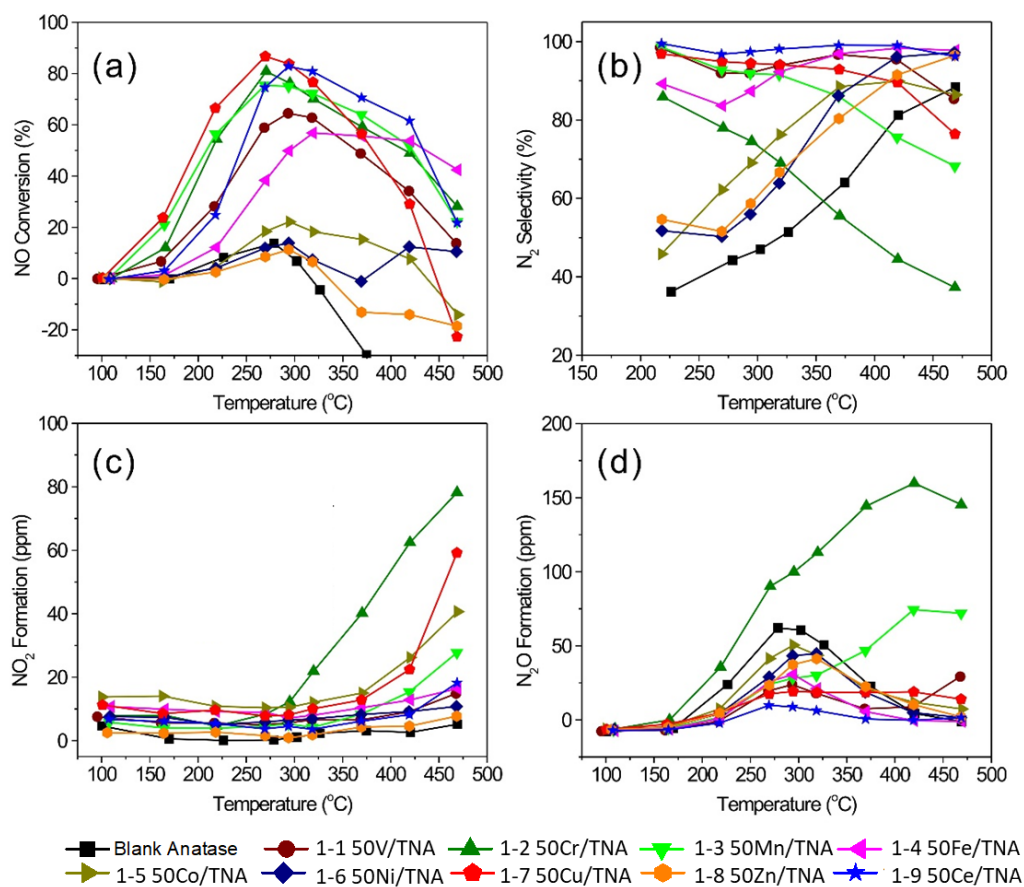 (a)
NO Conversion (%)
100
80
60
40
20
0
-20
100 150 200 250 300 350 400 450 500
Temperature (°C)
(b)
N₂ Selectivity (%)
100
80
60
40
20
150 200 250 300 350 400 450 500
Temperature (°C)
(c)
NO₂ Formation (ppm)
100
80
60
40
20
0
100 150 200 250 300 350 400 450 500
Temperature (°C)
(d)
N₂O Formation (ppm)
200
150
100
50
0
100 150 200 250 300 350 400 450 500
Temperature (°C)
Blank Anatase 1-1 50V/TNA 1-2 50Cr/TNA 1-3 50Mn/TNA 1-4 50Fe/TNA
1-5 50Co/TNA 1-6 50Ni/TNA 1-7 50Cu/TNA 1-8 50Zn/TNA 1-9 50Ce/TNA